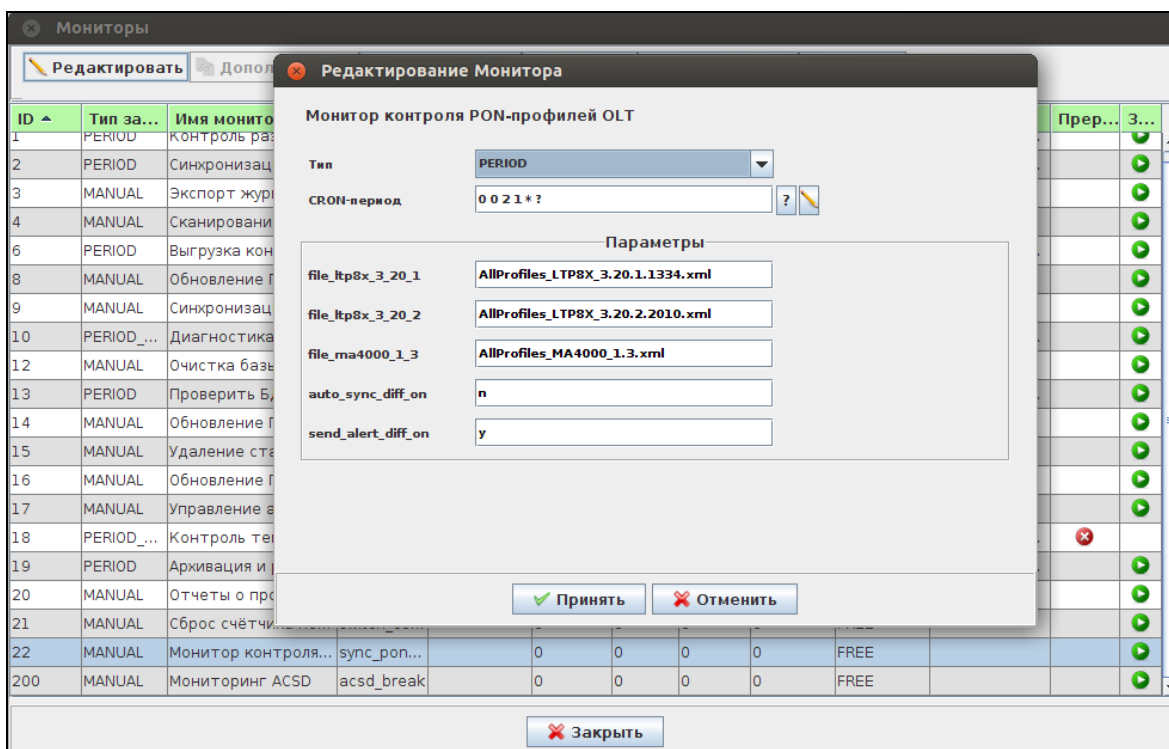 Мониторы
Редактировать
Редактирование Монитора
Монитор контроля PON-профилей OLT
Тип PERIOD
CRON-период 0 0 2 1 * ? ?
Параметры
file_ltp8x_3_20_1 AllProfiles_LTP8X_3.20.1.1334.xml
file_ltp8x_3_20_2 AllProfiles_LTP8X_3.20.2.2010.xml
file_ma4000_1_3 AllProfiles_MA4000_1.3.xml
auto_sync_diff_on n
send_alert_diff_on y
Принять Отменить
ID Тип за... Имя монито Прер... З...
1 PERIOD Контроль раз
2 PERIOD Синхронизац
3 MANUAL Экспорт жур
4 MANUAL Сканировани
6 PERIOD Выгрузка кон
8 MANUAL Обновление
9 MANUAL Синхронизац
10 PERIOD_... Диагностика
12 MANUAL Очистка базы
13 PERIOD Проверить Б
14 MANUAL Обновление
15 MANUAL Удаление ста
16 MANUAL Обновление
17 MANUAL Управление а
18 PERIOD_... Контроль те
19 PERIOD Архивация и
20 MANUAL Отчеты о про
21 MANUAL Сброс счётч
22 MANUAL Монитор контроля... sync_pon... 0 0 0 0 FREE
200 MANUAL Мониторинг ACSD acsd_break 0 0 0 0 FREE
Закрыть